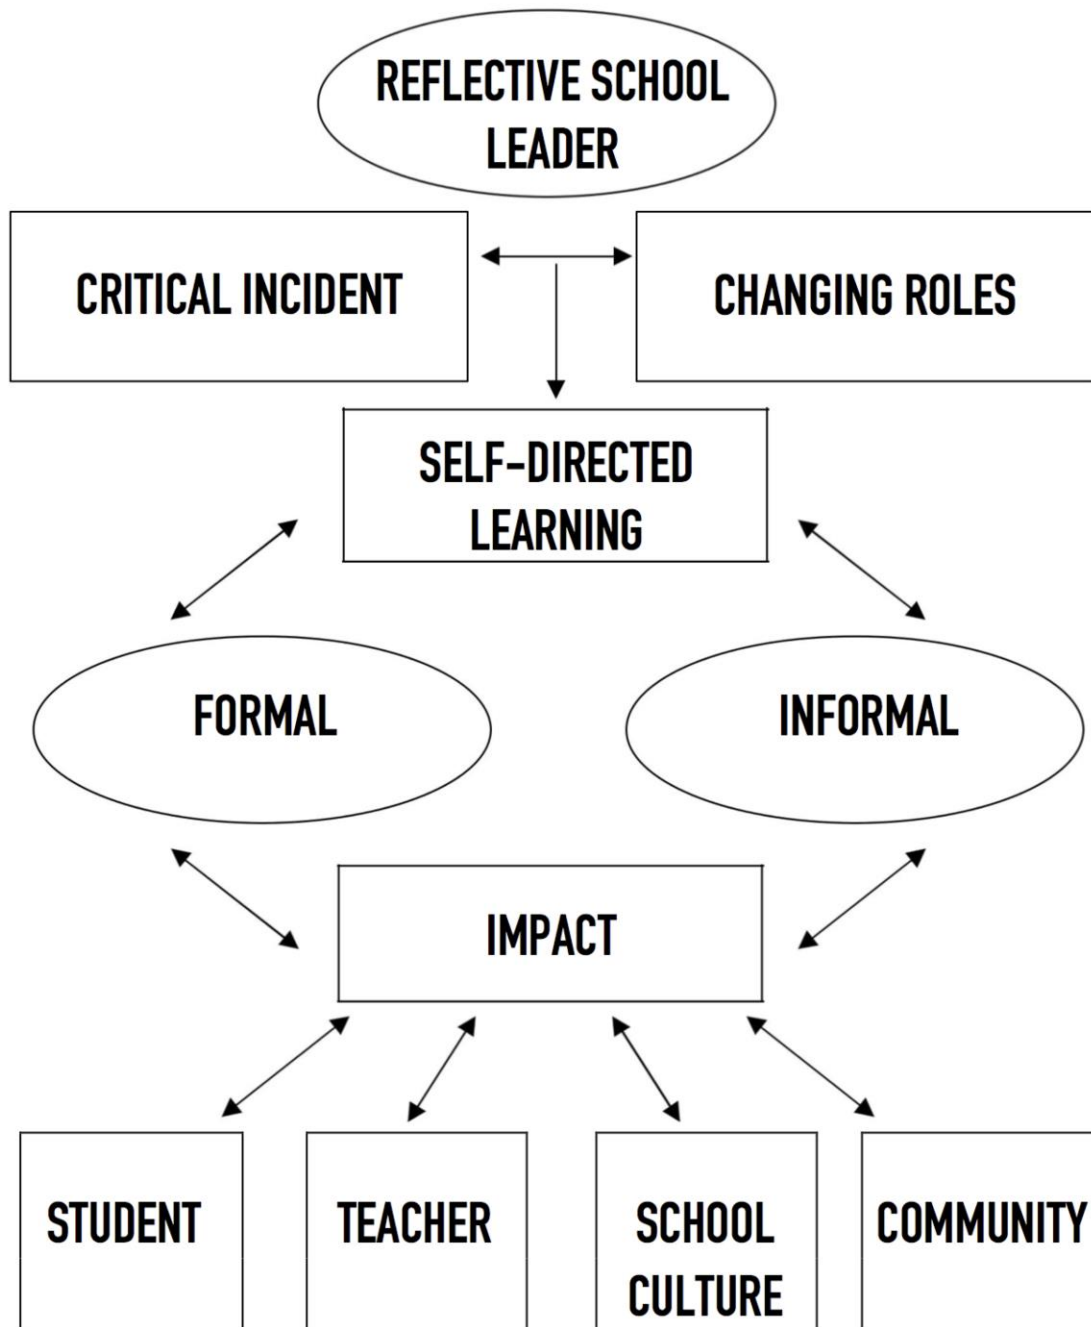 REFLECTIVE SCHOOL
LEADER
CRITICAL INCIDENT
CHANGING ROLES
SELF-DIRECTED
LEARNING
FORMAL
INFORMAL
IMPACT
STUDENT
TEACHER
SCHOOL
CULTURE
COMMUNITY